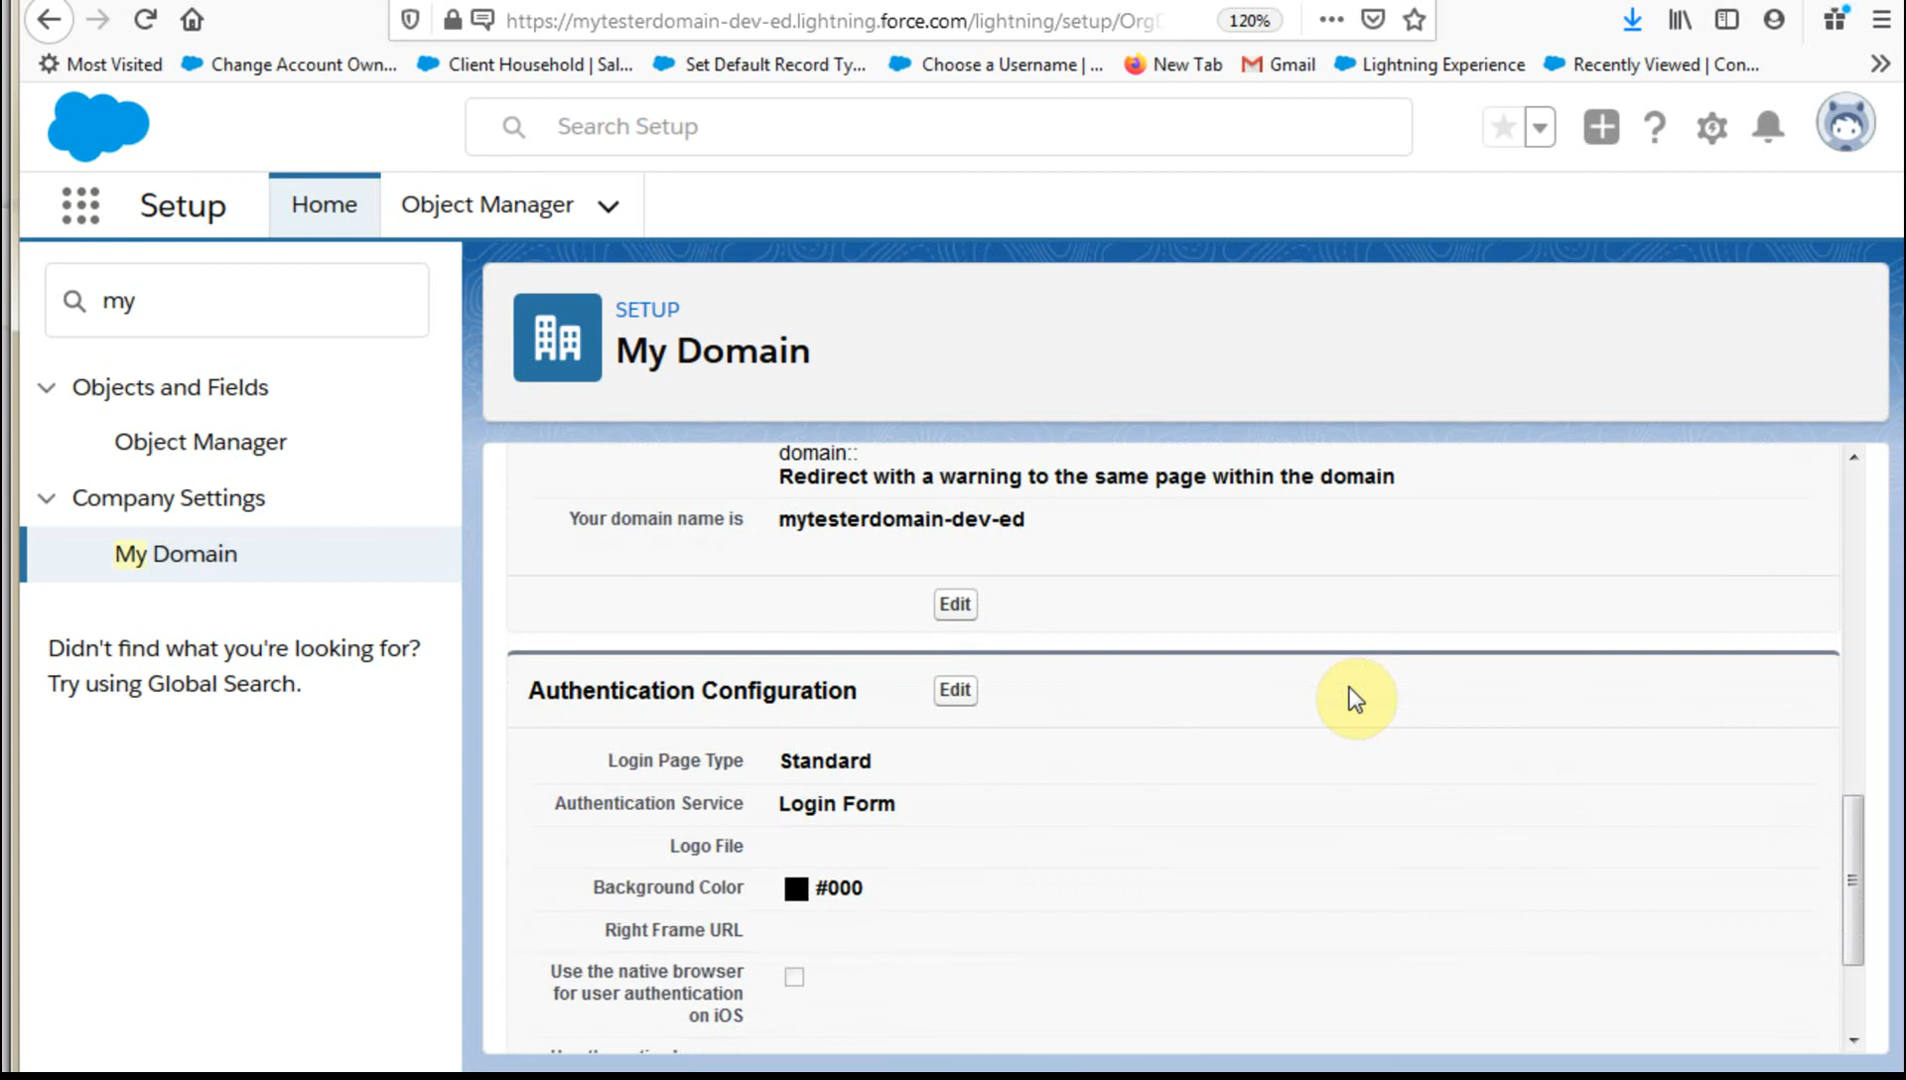 https://mytesterdomain-dev-ed.lightning.force.com/lightning/setup/Org
120%
Most Visited
Change Account Own...
Client Household | Sal...
Set Default Record Ty...
Choose a Username | ...
New Tab
Gmail
Lightning Experience
Recently Viewed | Con...
Search Setup
Setup
Home
Object Manager
my
Objects and Fields
Object Manager
Company Settings
My Domain
Didn't find what you're looking for?
Try using Global Search.
SETUP
My Domain
domain::
Redirect with a warning to the same page within the domain
Your domain name is
mytesterdomain-dev-ed
Edit
Authentication Configuration
Edit
Login Page Type
Standard
Authentication Service
Login Form
Logo File
Background Color
#000
Right Frame URL
Use the native browser
for user authentication
on iOS